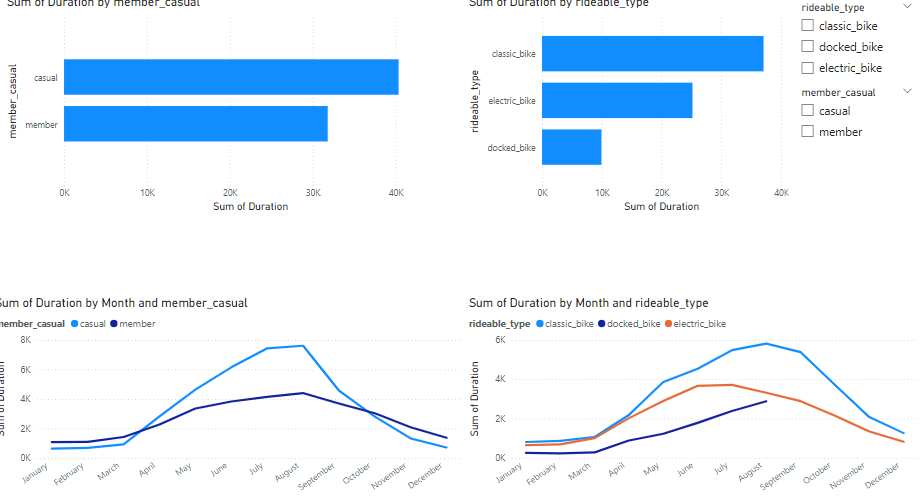 Sum of Duration by member_casual
member_casual
casual
member
0K 10K 20K 30K 40K
Sum of Duration
Sum of Duration by rideable_type
rideable_type
classic_bike
electric_bike
docked_bike
0K 10K 20K 30K 40K
Sum of Duration
rideable_type
classic_bike
docked_bike
electric_bike
member_casual
casual
member
Sum of Duration by Month and member_casual
member_casual casual member
Sum of Duration
8K
6K
4K
2K
0K
January February March April May June July August September October November December
Sum of Duration by Month and rideable_type
rideable_type classic_bike docked_bike electric_bike
Sum of Duration
6K
4K
2K
0K
January February March April May June July August September October November December